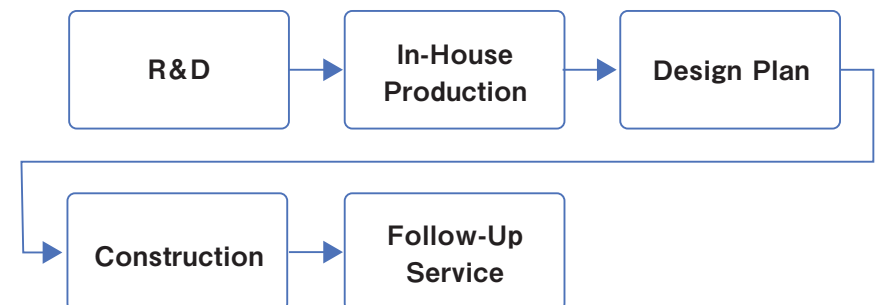 R&D
In-House
Production
Design Plan
Construction
Follow-Up
Service